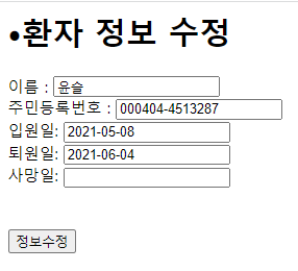 •환자 정보 수정
이름 : 윤슬
주민등록번호 : 000404-4513287
입원일: 2021-05-08
퇴원일: 2021-06-04
사망일:
정보수정